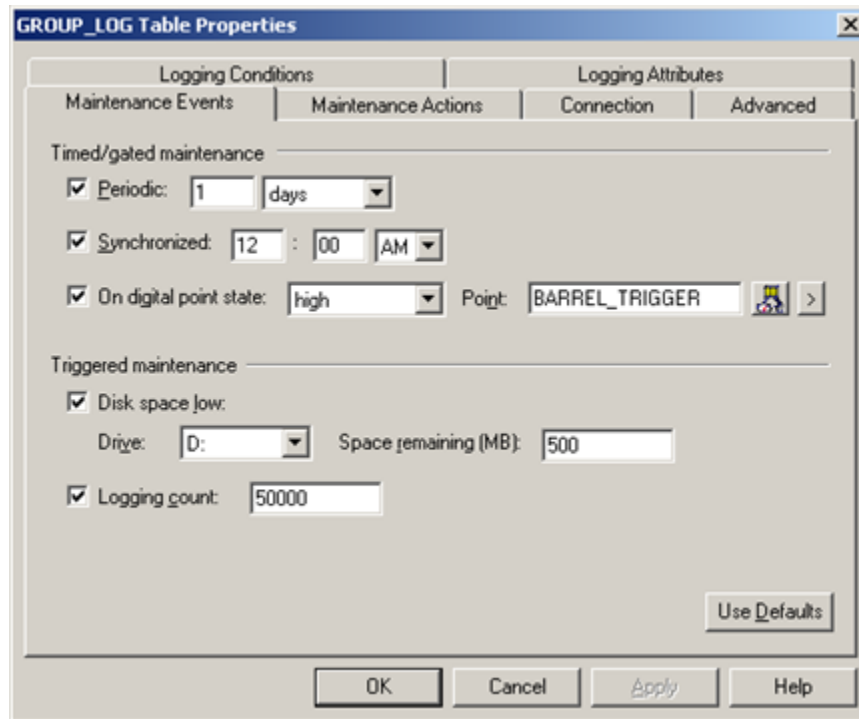 GROUP_LOG Table Properties
Logging Conditions Logging Attributes
Maintenance Events Maintenance Actions Connection Advanced
Timed/gated maintenance
Periodic: 1 days
Synchronized: 12 : 00 AM
On digital point state: high Point: BARREL_TRIGGER >
Triggered maintenance
Disk space low:
Drive: D: Space remaining (MB): 500
Logging count: 50000
Use Defaults
OK Cancel Apply Help